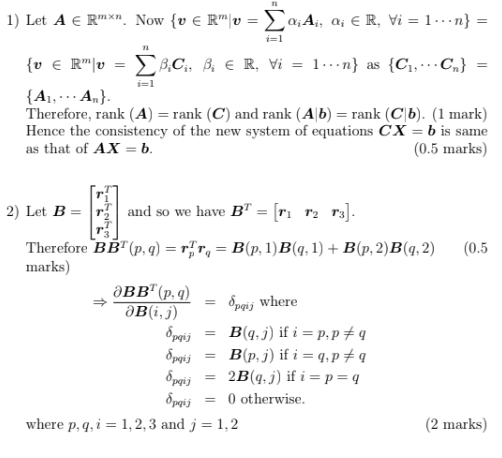 1) Let A ∈ ℝ^{m×n}. Now {v ∈ ℝ^m|v = ∑_{i=1}^{n} α_i A_i, α_i ∈ ℝ, ∀i = 1⋯n} =
{v ∈ ℝ^m|v = ∑_{i=1}^{n} β_i C_i, β_i ∈ ℝ, ∀i = 1⋯n} as {C_1,⋯C_n} =
{A_1,⋯A_n}.
Therefore, rank (A) = rank (C) and rank (A|b) = rank (C|b). (1 mark)
Hence the consistency of the new system of equations CX = b is same
as that of AX = b. (0.5 marks)
2) Let B = [r_1^T r_2^T r_3^T] and so we have B^T = [r_1 r_2 r_3].
Therefore BB^T(p, q) = r_p^T r_q = B(p, 1)B(q, 1) + B(p, 2)B(q, 2) (0.5
marks)
⇒ ∂BB^T(p, q)/∂B(i, j) = δ_{pqij} where
δ_{pqij} = B(q, j) if i = p, p ≠ q
δ_{pqij} = B(p, j) if i = q, p ≠ q
δ_{pqij} = 2B(q, j) if i = p = q
δ_{pqij} = 0 otherwise.
where p, q, i = 1, 2, 3 and j = 1, 2 (2 marks)